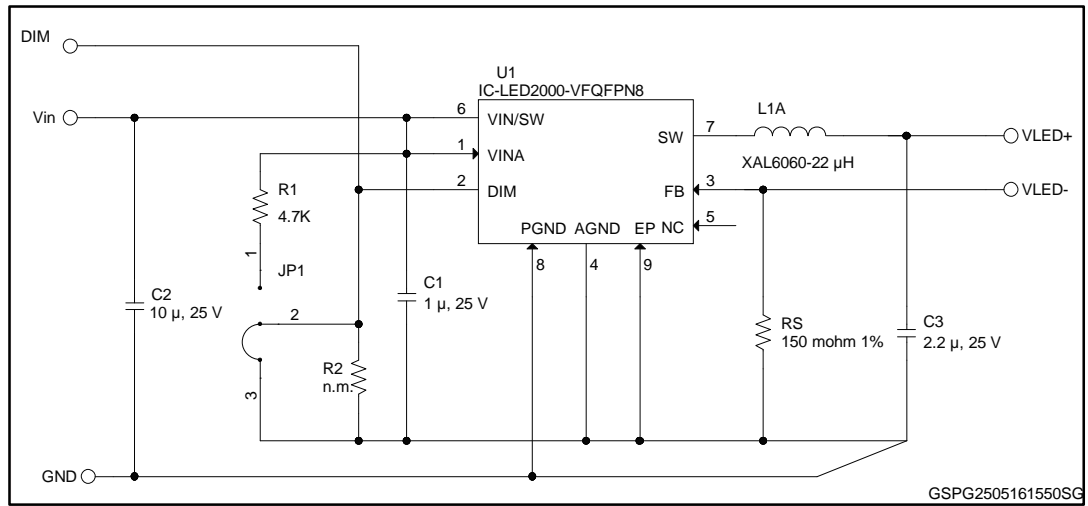 DIM
U1
IC-LED2000-VFQFPN8
L1A
Vin
6
VIN/SW
SW
7
VLED+
1
VINA
XAL6060-22 µH
2
DIM
FB
3
VLED-
R1
4.7K
PGND
AGND
EP
NC
5
8
4
9
1
JP1
C2
10 µ, 25 V
C1
1 µ, 25 V
2
RS
150 mohm 1%
C3
2.2 µ, 25 V
R2
n.m.
3
GND
GSPG2505161550SG